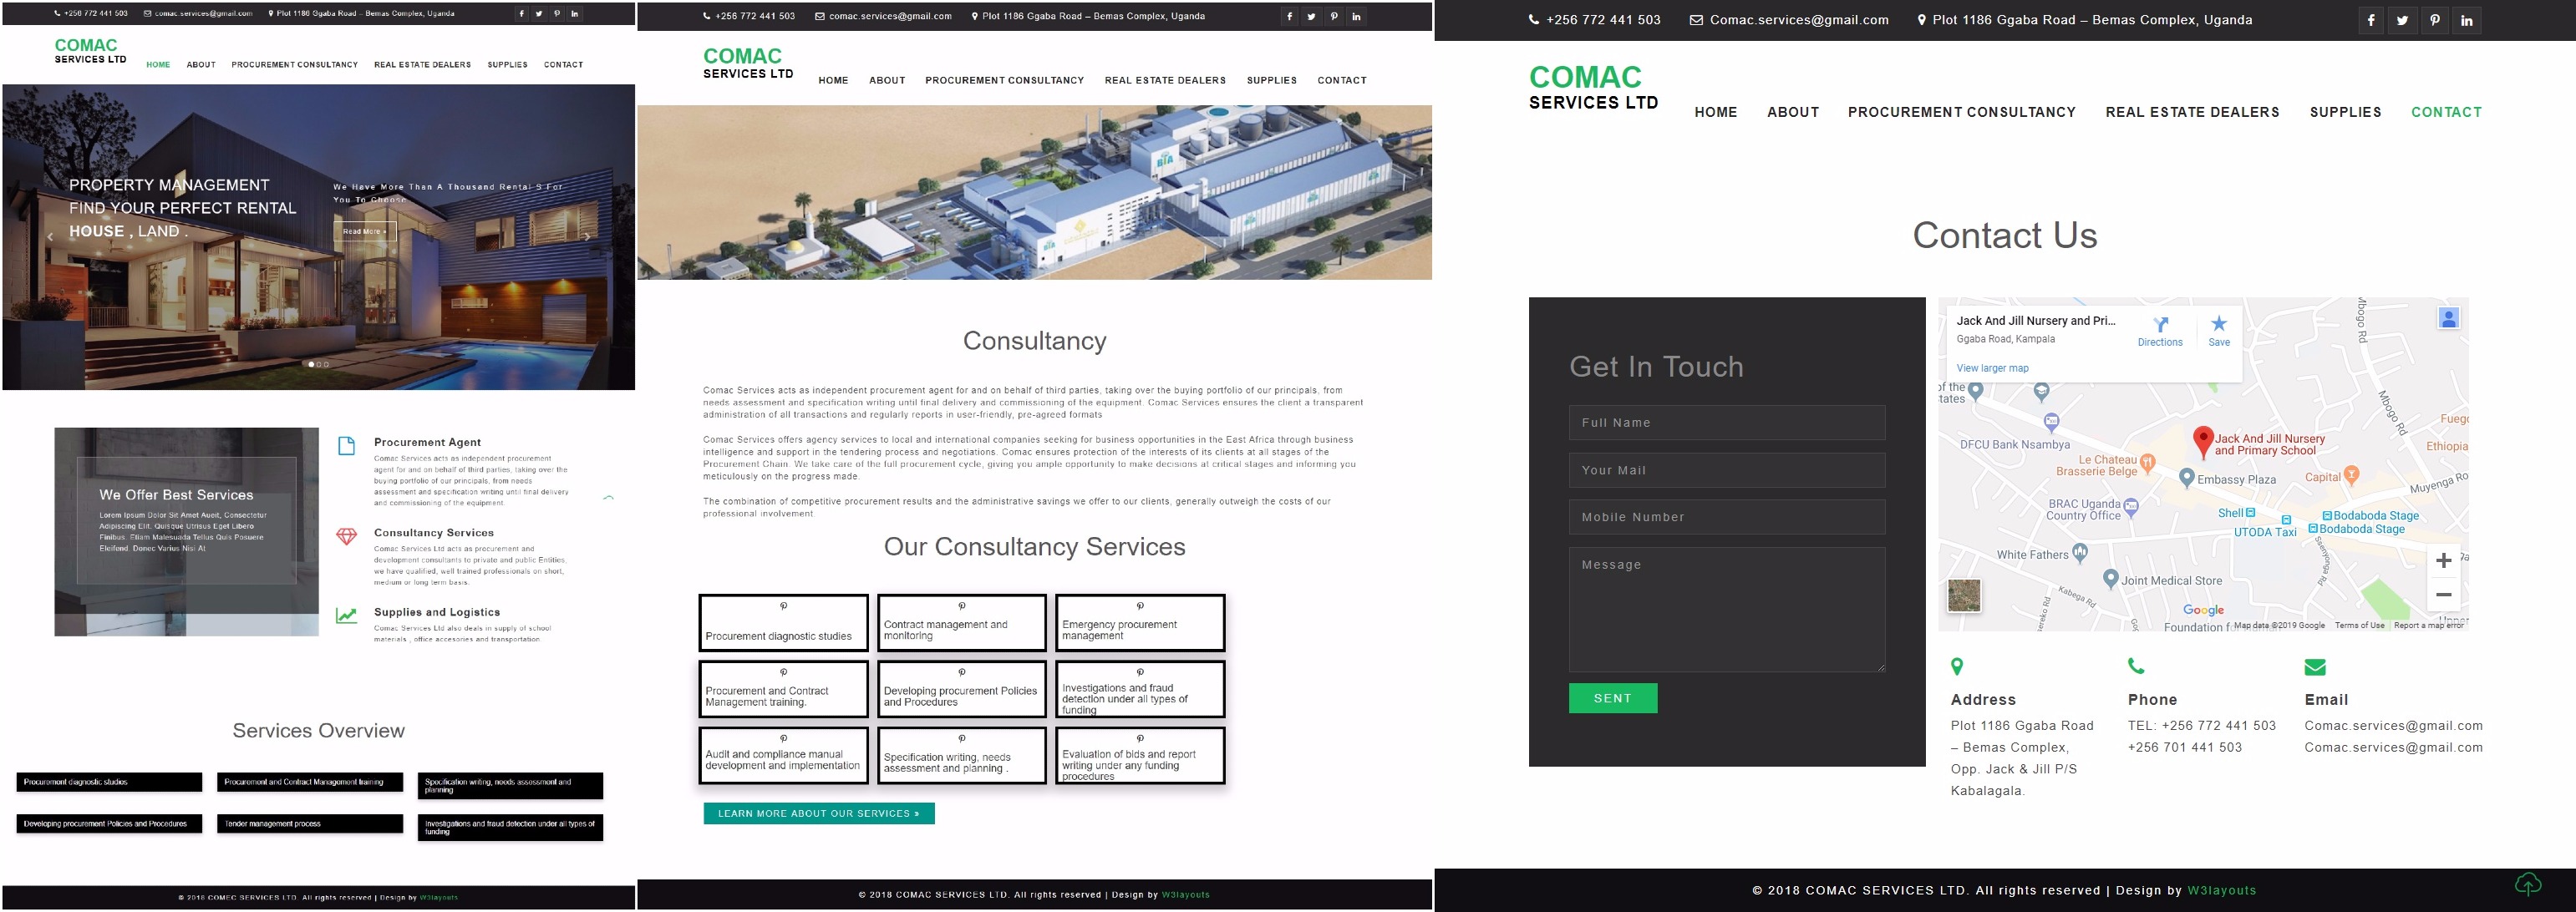 +256 772 441 503 comac.services@gmail.com Plot 1186 Ggaba Road – Bemas Complex, Uganda
COMAC
SERVICES LTD
HOME ABOUT PROCUREMENT CONSULTANCY REAL ESTATE DEALERS SUPPLIES CONTACT
PROPERTY MANAGEMENT
FIND YOUR PERFECT RENTAL
HOUSE , LAND .
We Have More Than A Thousand Rental S For
You To Choose
Read More »
We Offer Best Services
Lorem Ipsum Dolor Sit Amet Aueit, Consectetur
Adipiscing Elit. Quisque Utrisus Eget Libero
Finibus. Etiam Malesuada Tellus Quis Posuere
Eleifend. Donec Varius Nisi At
Procurement Agent
Comac Services acts as independent procurement
agent for and on behalf of third parties, taking over the
buying portfolio of our principals, from needs
assessment and specification writing until final delivery
and commissioning of the equipment.
Consultancy Services
Comac Services Ltd acts as procurement and
development consultants to private and public Entities,
we have qualified, well trained professionals on short,
medium or long term basis.
Supplies and Logistics
Comac Services Ltd also deals in supply of school
materials , office accesories and transportation.
Services Overview
Procurement diagnostic studies
Procurement and Contract Management training
Specification writing, needs assessment and
planning
Developing procurement Policies and Procedures
Tender management process
Investigations and fraud detection under all types of
funding
© 2018 COMEC SERVICES LTD. All rights reserved | Design by W3layouts
+256 772 441 503 comac.services@gmail.com Plot 1186 Ggaba Road – Bemas Complex, Uganda
COMAC
SERVICES LTD
HOME ABOUT PROCUREMENT CONSULTANCY REAL ESTATE DEALERS SUPPLIES CONTACT
BIA
Consultancy
Comac Services acts as independent procurement agent for and on behalf of third parties, taking over the buying portfolio of our principals, from
needs assessment and specification writing until final delivery and commissioning of the equipment. Comac Services ensures the client a transparent
administration of all transactions and regularly reports in user-friendly, pre-agreed formats
Comac Services offers agency services to local and international companies seeking for business opportunities in the East Africa through business
intelligence and support in the tendering process and negotiations. Comac ensures protection of the interests of its clients at all stages of the
Procurement Chain. We take care of the full procurement cycle, giving you ample opportunity to make decisions at critical stages and informing you
meticulously on the progress made.
The combination of competitive procurement results and the administrative savings we offer to our clients, generally outweigh the costs of our
professional involvement.
Our Consultancy Services
Procurement diagnostic studies
Contract management and
monitoring
Emergency procurement
management
Procurement and Contract
Management training.
Developing procurement Policies
and Procedures
Investigations and fraud
detection under all types of
funding
Audit and compliance manual
development and implementation
Specification writing, needs
assessment and planning .
Evaluation of bids and report
writing under any funding
procedures
LEARN MORE ABOUT OUR SERVICES »
© 2018 COMAC SERVICES LTD. All rights reserved | Design by W3layouts
+256 772 441 503 Comac.services@gmail.com Plot 1186 Ggaba Road – Bemas Complex, Uganda
COMAC
SERVICES LTD
HOME ABOUT PROCUREMENT CONSULTANCY REAL ESTATE DEALERS SUPPLIES CONTACT
Contact Us
Get In Touch
Full Name
Your Mail
Mobile Number
Message
SENT
Jack And Jill Nursery and Pri...
Ggaba Road, Kampala
Directions
Save
View larger map
Mbogo Rd
of the
tates
Mbogo Rd
Fuego
DFCU Bank Nsambya
Jack And Jill Nursery
and Primary School
Ethiopia
Le Chateau
Brasserie Belge
Embassy Plaza
Capital
Muyenga Ro
BRAC Uganda
Country Office
Shell
Bodaboda Stage
UTODA Taxi
Bodaboda Stage
White Fathers
Joint Medical Store
Kabega Rd
Google
Foundation for
Map data ©2019 Google Terms of Use Report a map error
Address
Plot 1186 Ggaba Road
– Bemas Complex,
Opp. Jack & Jill P/S
Kabalagala.
Phone
TEL: +256 772 441 503
+256 701 441 503
Email
Comac.services@gmail.com
Comac.services@gmail.com
© 2018 COMAC SERVICES LTD. All rights reserved | Design by W3layouts